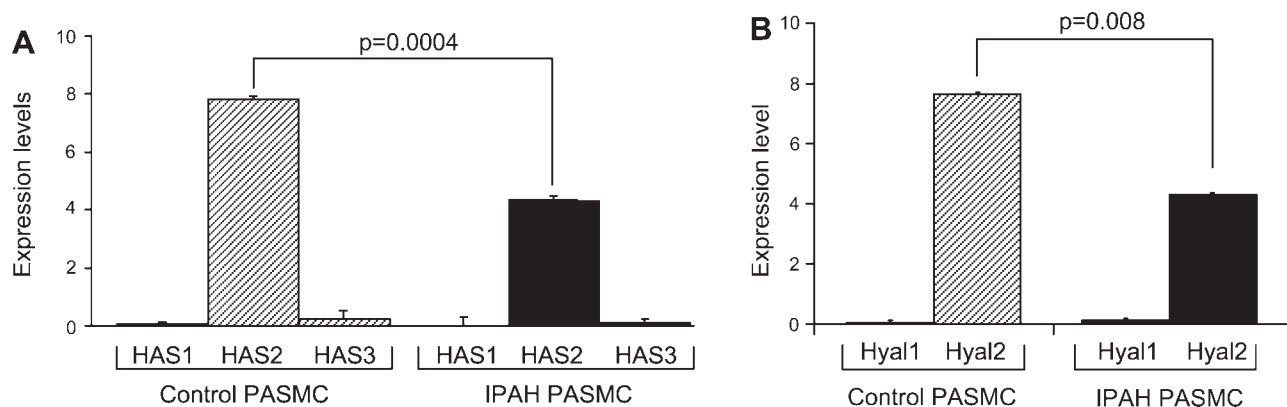 A
p=0.0004
Expression levels
10
8
6
4
2
0
HAS1 HAS2 HAS3 HAS1 HAS2 HAS3
Control PASMC IPAH PASMC
B
p=0.008
Expression level
10
8
6
4
2
0
Hyal1 Hyal2 Hyal1 Hyal2
Control PASMC IPAH PASMC